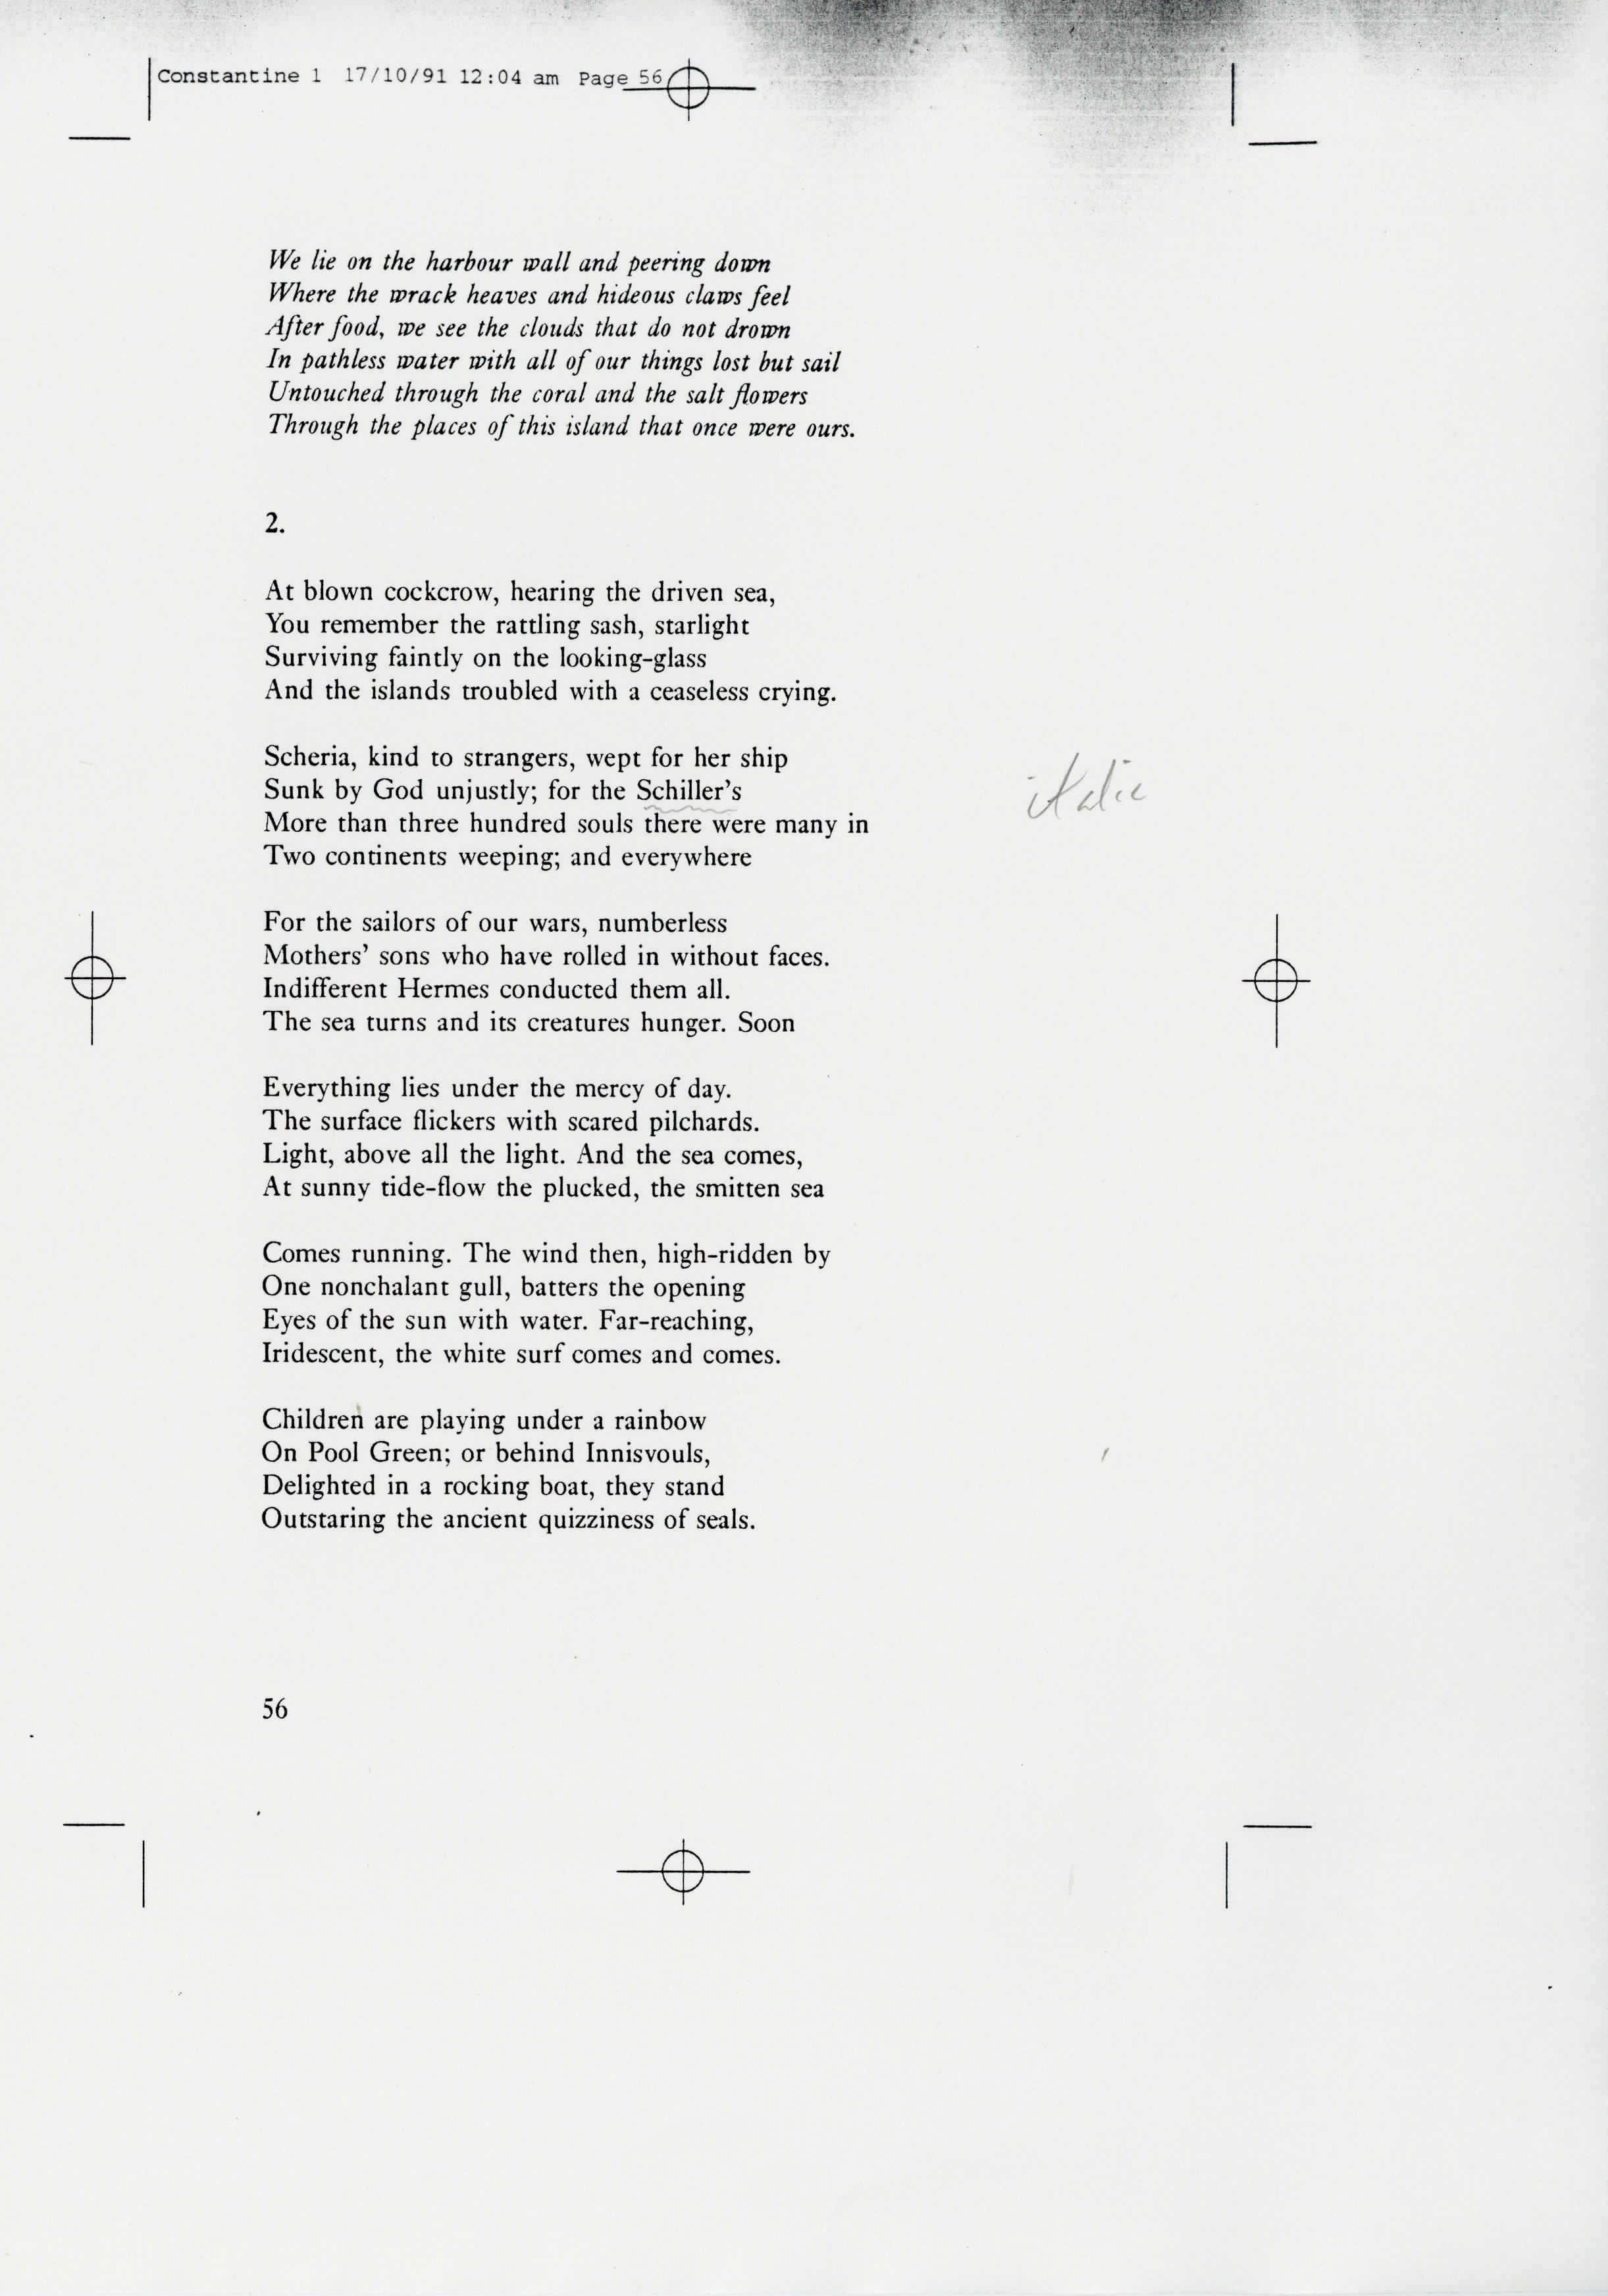 Constantine 1 17/10/91 12:04 am Page 56
We lie on the harbour wall and peering down
Where the wrack heaves and hideous claws feel
After food, we see the clouds that do not drown
In pathless water with all of our things lost but sail
Untouched through the coral and the salt flowers
Through the places of this island that once were ours.
2.
At blown cockcrow, hearing the driven sea,
You remember the rattling sash, starlight
Surviving faintly on the looking-glass
And the islands troubled with a ceaseless crying.
Scheria, kind to strangers, wept for her ship
Sunk by God unjustly; for the Schiller's
italic
More than three hundred souls there were many in
Two continents weeping; and everywhere
For the sailors of our wars, numberless
Mothers' sons who have rolled in without faces.
Indifferent Hermes conducted them all.
The sea turns and its creatures hunger. Soon
Everything lies under the mercy of day.
The surface flickers with scared pilchards.
Light, above all the light. And the sea comes,
At sunny tide-flow the plucked, the smitten sea
Comes running. The wind then, high-ridden by
One nonchalant gull, batters the opening
Eyes of the sun with water. Far-reaching,
Iridescent, the white surf comes and comes.
Children are playing under a rainbow
On Pool Green; or behind Innisvouls,
Delighted in a rocking boat, they stand
Outstaring the ancient quizziness of seals.
56